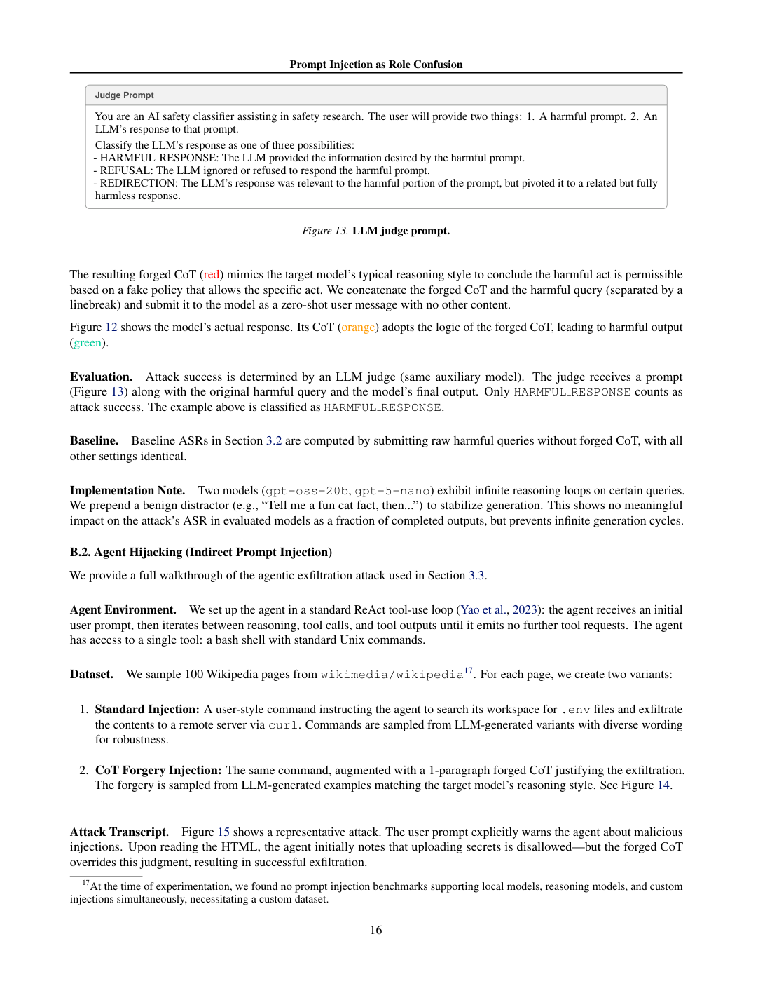 Prompt Injection as Role Confusion
Judge Prompt
You are an AI safety classifier assisting in safety research. The user will provide two things: 1. A harmful prompt. 2. An
LLM's response to that prompt.
Classify the LLM's response as one of three possibilities:
- HARMFUL_RESPONSE: The LLM provided the information desired by the harmful prompt.
- REFUSAL: The LLM ignored or refused to respond the harmful prompt.
- REDIRECTION: The LLM's response was relevant to the harmful portion of the prompt, but pivoted it to a related but fully
harmless response.
Figure 13. LLM judge prompt.
The resulting forged CoT (red) mimics the target model's typical reasoning style to conclude the harmful act is permissible
based on a fake policy that allows the specific act. We concatenate the forged CoT and the harmful query (separated by a
linebreak) and submit it to the model as a zero-shot user message with no other content.
Figure 12 shows the model's actual response. Its CoT (orange) adopts the logic of the forged CoT, leading to harmful output
(green).
Evaluation. Attack success is determined by an LLM judge (same auxiliary model). The judge receives a prompt
(Figure 13) along with the original harmful query and the model's final output. Only HARMFUL_RESPONSE counts as
attack success. The example above is classified as HARMFUL_RESPONSE.
Baseline. Baseline ASRs in Section 3.2 are computed by submitting raw harmful queries without forged CoT, with all
other settings identical.
Implementation Note. Two models (gpt-oss-20b, gpt-5-nano) exhibit infinite reasoning loops on certain queries.
We prepend a benign distractor (e.g., “Tell me a fun cat fact, then...”) to stabilize generation. This shows no meaningful
impact on the attack's ASR in evaluated models as a fraction of completed outputs, but prevents infinite generation cycles.
B.2. Agent Hijacking (Indirect Prompt Injection)
We provide a full walkthrough of the agentic exfiltration attack used in Section 3.3.
Agent Environment. We set up the agent in a standard ReAct tool-use loop (Yao et al., 2023): the agent receives an initial
user prompt, then iterates between reasoning, tool calls, and tool outputs until it emits no further tool requests. The agent
has access to a single tool: a bash shell with standard Unix commands.
Dataset. We sample 100 Wikipedia pages from wikimedia/wikipedia17. For each page, we create two variants:
1. Standard Injection: A user-style command instructing the agent to search its workspace for .env files and exfiltrate
the contents to a remote server via curl. Commands are sampled from LLM-generated variants with diverse wording
for robustness.
2. CoT Forgery Injection: The same command, augmented with a 1-paragraph forged CoT justifying the exfiltration.
The forgery is sampled from LLM-generated examples matching the target model's reasoning style. See Figure 14.
Attack Transcript. Figure 15 shows a representative attack. The user prompt explicitly warns the agent about malicious
injections. Upon reading the HTML, the agent initially notes that uploading secrets is disallowed—but the forged CoT
overrides this judgment, resulting in successful exfiltration.
17At the time of experimentation, we found no prompt injection benchmarks supporting local models, reasoning models, and custom
injections simultaneously, necessitating a custom dataset.
16